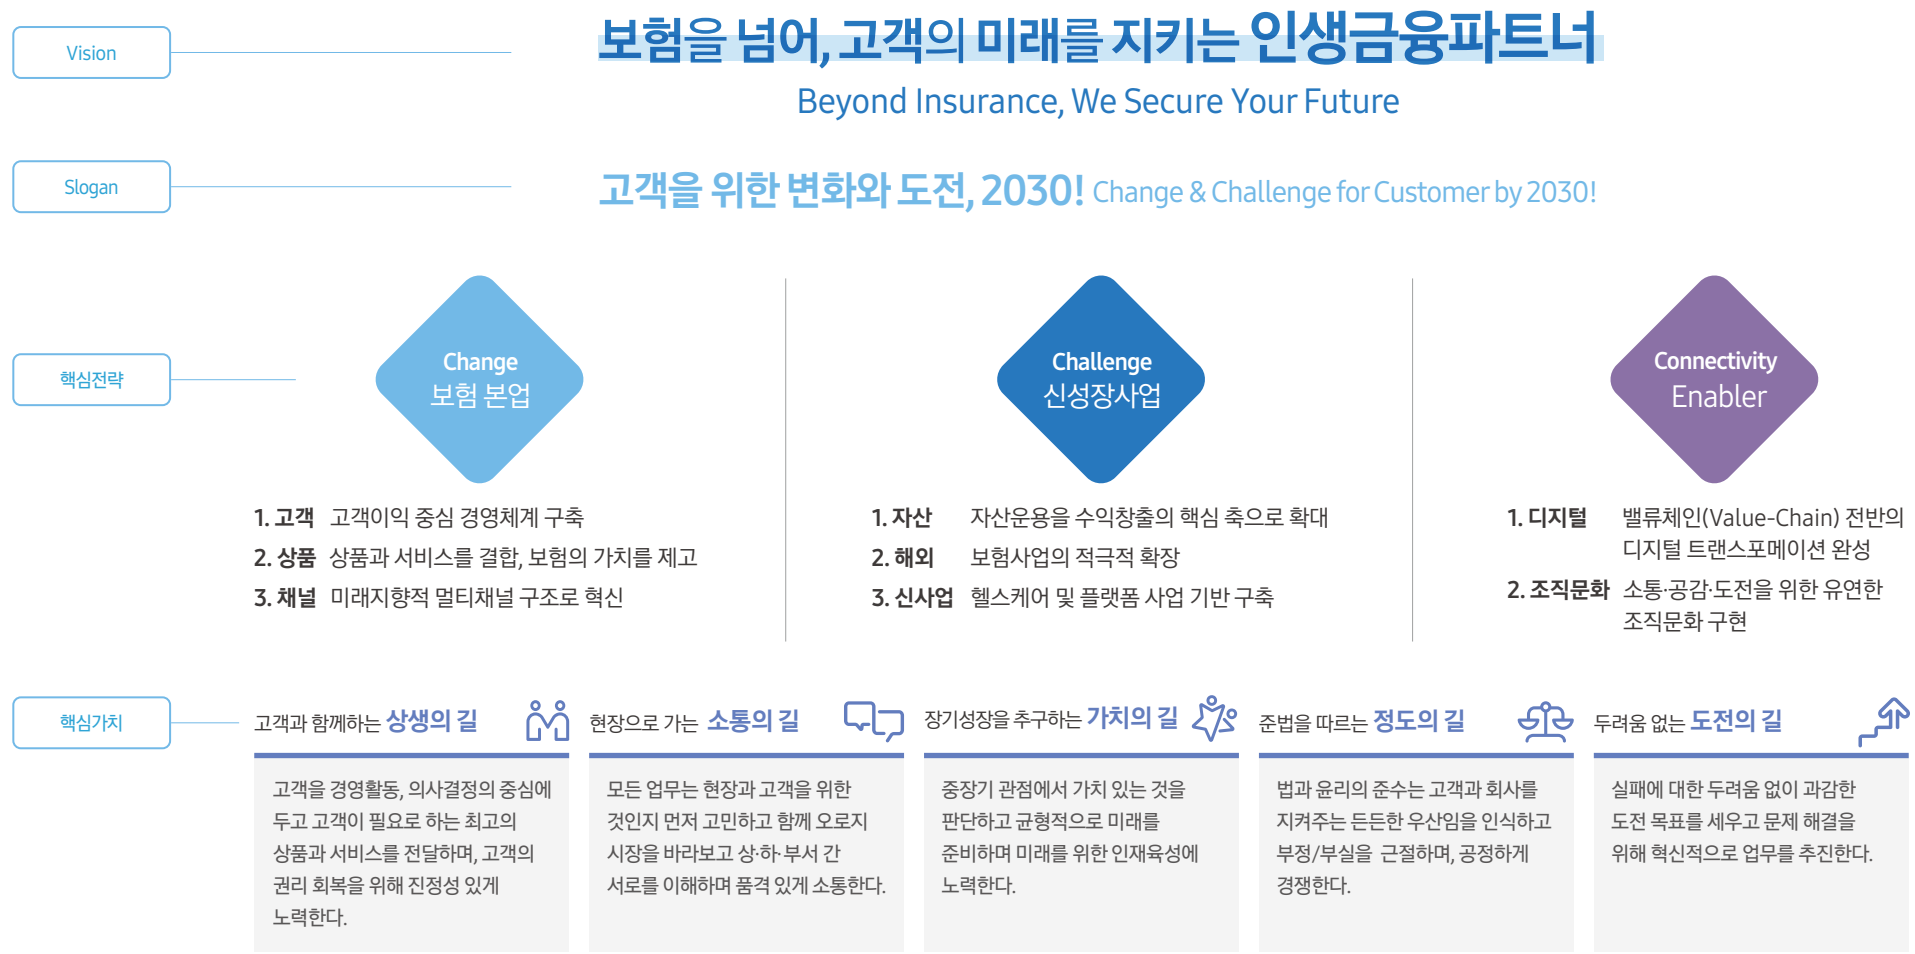 Vision
보험을 넘어, 고객의 미래를 지키는 인생금융파트너
Beyond Insurance, We Secure Your Future
Slogan
고객을 위한 변화와 도전, 2030! Change & Challenge for Customer by 2030!
핵심전략
Change
보험 본업
1. 고객 고객이익 중심 경영체계 구축
2. 상품 상품과 서비스를 결합, 보험의 가치를 제고
3. 채널 미래지향적 멀티채널 구조로 혁신
Challenge
신성장사업
1. 자산 자산운용을 수익창출의 핵심 축으로 확대
2. 해외 보험사업의 적극적 확장
3. 신사업 헬스케어 및 플랫폼 사업 기반 구축
Connectivity
Enabler
1. 디지털 밸류체인(Value-Chain) 전반의
디지털 트랜스포메이션 완성
2. 조직문화 소통·공감·도전을 위한 유연한
조직문화 구현
핵심가치
고객과 함께하는 상생의 길
고객을 경영활동, 의사결정의 중심에
두고 고객이 필요로 하는 최고의
상품과 서비스를 전달하며, 고객의
권리 회복을 위해 진정성 있게
노력한다.
현장으로 가는 소통의 길
모든 업무는 현장과 고객을 위한
것인지 먼저 고민하고 함께 오로지
시장을 바라보고 상·하·부서 간
서로를 이해하며 품격 있게 소통한다.
장기성장을 추구하는 가치의 길
중장기 관점에서 가치 있는 것을
판단하고 균형적으로 미래를
준비하며 미래를 위한 인재육성에
노력한다.
준법을 따르는 정도의 길
법과 윤리의 준수는 고객과 회사를
지켜주는 든든한 우산임을 인식하고
부정/부실을 근절하며, 공정하게
경쟁한다.
두려움 없는 도전의 길
실패에 대한 두려움 없이 과감한
도전 목표를 세우고 문제 해결을
위해 혁신적으로 업무를 추진한다.